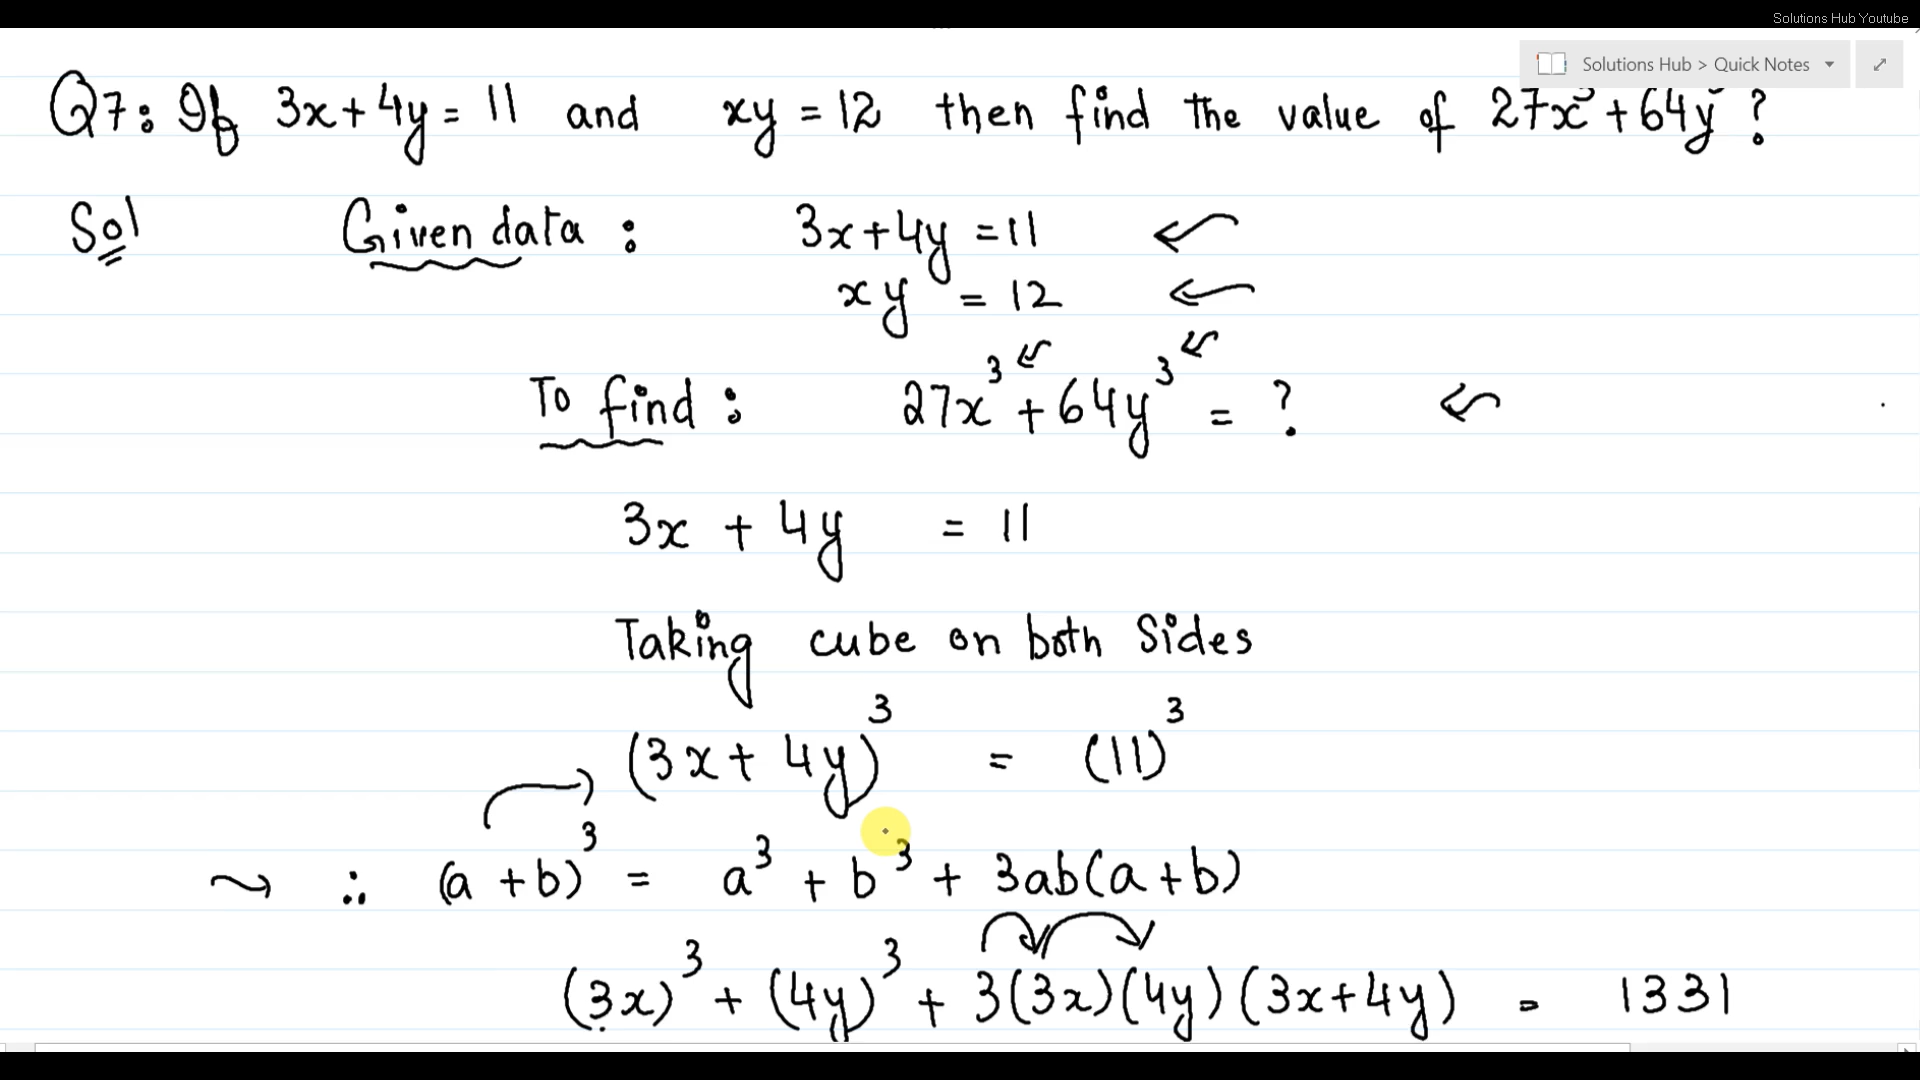 Solutions Hub Youtube
Solutions Hub > Quick Notes
Q7: If 3x+4y = 11 and xy = 12 then find the value of 27x³+64y³ ?
Sol Given data : 3x+4y = 11
xy = 12
To find : 27x³+64y³ = ?
3x + 4y = 11
Taking cube on both Sides
(3x+4y)³ = (11)³
∴ (a+b)³ = a³ + b³ + 3ab(a+b)
(3x)³ + (4y)³ + 3(3x)(4y)(3x+4y) = 1331